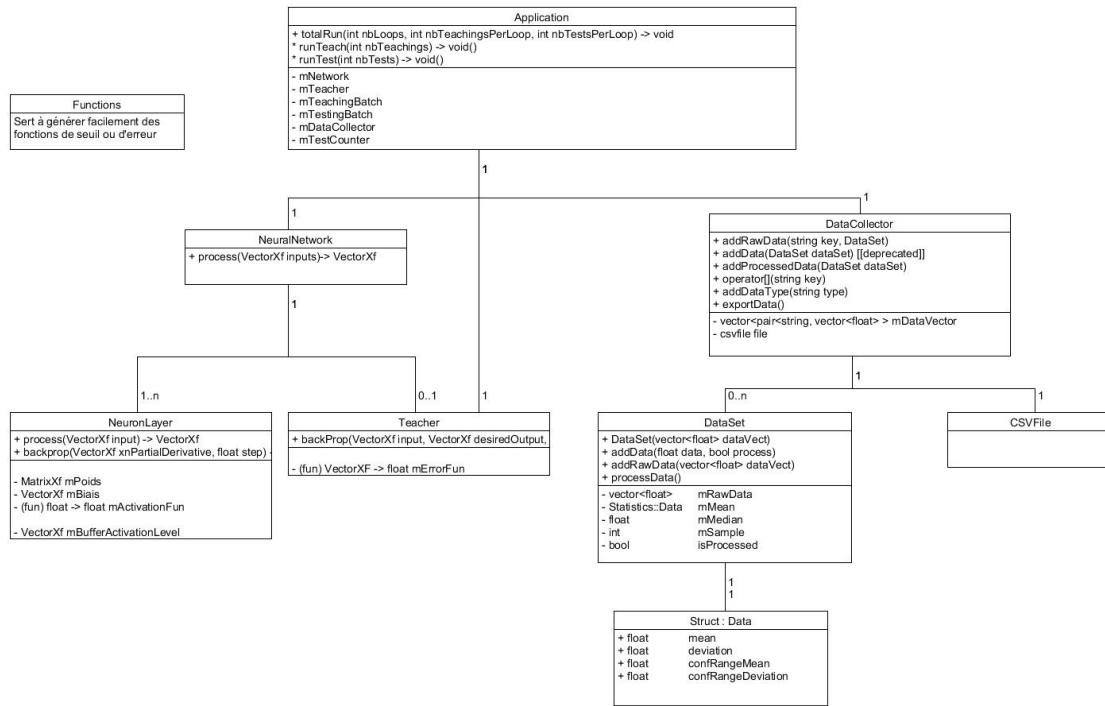 Application
+ totalRun(int nbLoops, int nbTeachingsPerLoop, int nbTestsPerLoop) -> void
* runTeach(int nbTeachings) -> void()
* runTest(int nbTests) -> void()
- mNetwork
- mTeacher
- mTeachingBatch
- mTestingBatch
- mDataCollector
- mTestCounter
Functions
Sert à générer facilement des
fonctions de seuil ou d'erreur
1
1
1
NeuralNetwork
+ process(VectorXf inputs)-> VectorXf
DataCollector
+ addRawData(string key, DataSet)
+ addData(DataSet dataSet) [[deprecated]]
+ addProcessedData(DataSet dataSet)
+ operator[](string key)
+ addDataType(string type)
+ exportData()
- vector<pair<string, vector<float> > mDataVector
- csvfile file
1
1
1..n
0..1
1
0..n
1
NeuronLayer
+ process(VectorXf input) -> VectorXf
+ backprop(VectorXf xnPartialDerivative, float step) -
- MatrixXf mPoids
- VectorXf mBiais
- (fun) float -> float mActivationFun
- VectorXf mBufferActivationLevel
Teacher
+ backProp(VectorXf input, VectorXf desiredOutput,
- (fun) VectorXF -> float mErrorFun
DataSet
+ DataSet(vector<float> dataVect)
+ addData(float data, bool process)
+ addRawData(vector<float> dataVect)
+ processData()
- vector<float> mRawData
- Statistics::Data mMean
- float mMedian
- int mSample
- bool isProcessed
CSVFile
1
1
Struct : Data
+ float mean
+ float deviation
+ float confRangeMean
+ float confRangeDeviation